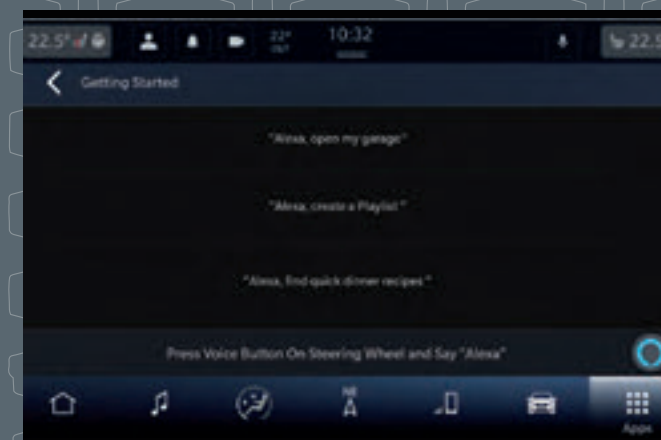 22.5°
22°
OUT
10:32
22.5
Getting Started
"Alexa, open my garage"
"Alexa, create a Playlist"
"Alexa, find quick dinner recipes"
Press Voice Button On Steering Wheel and Say "Alexa"
Apps